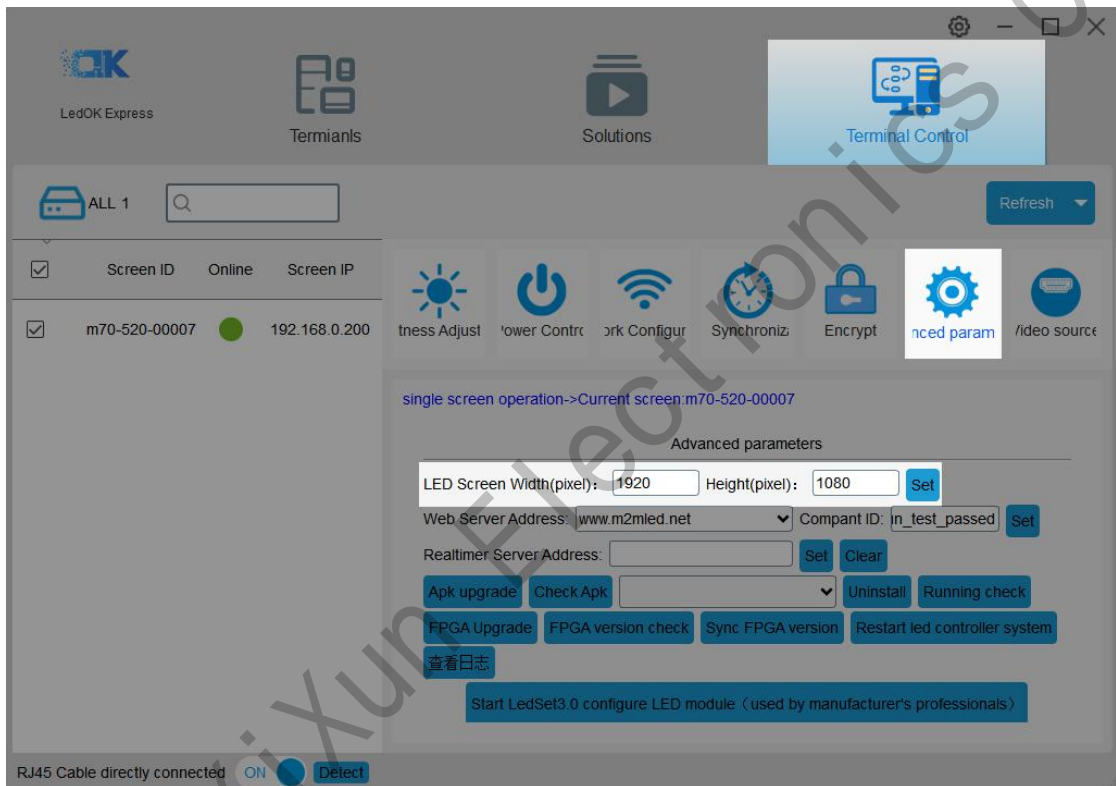 LedOK Express
Termianls
Solutions
Terminal Control
ALL 1
Refresh
Screen ID Online Screen IP
m70-520-00007 192.168.0.200
tness Adjust 'ower Contrc ork Configur Synchroniza Encrypt nced param /ideo source
single screen operation->Current screen:m70-520-00007
Advanced parameters
LED Screen Width(pixel): 1920 Height(pixel): 1080 Set
Web Server Address: www.m2mled.net Compant ID: in_test_passed Set
Realtimer Server Address: Set Clear
Apk upgrade Check Apk Uninstall Running check
FPGA Upgrade FPGA version check Sync FPGA version Restart led controller system
查看日志
Start LedSet3.0 configure LED module（used by manufacturer's professionals）
RJ45 Cable directly connected ON Detect
XiXun Electronics